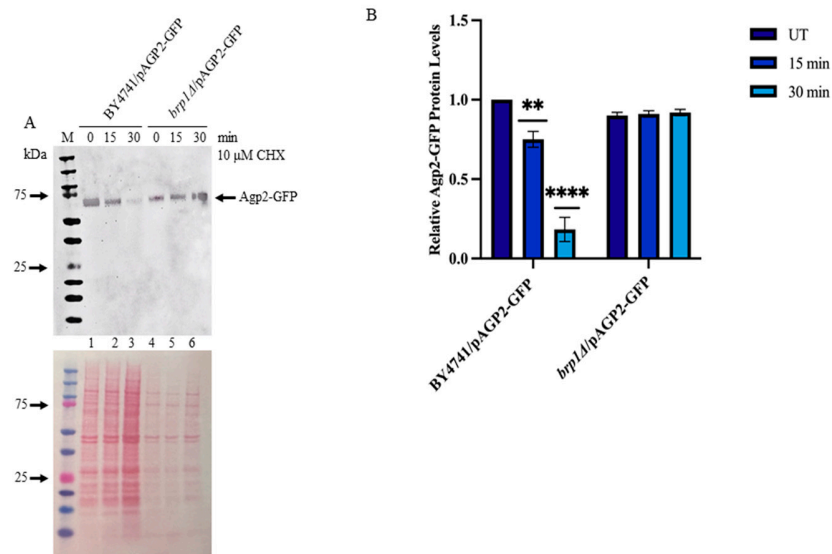 A
BY4741/pAGP2-GFP
brp1Δ/pAGP2-GFP
M 0 15 30 0 15 30 min
kDa
10 µM CHX
75
Agp2-GFP
25
1 2 3 4 5 6
75
25
B
Relative Agp2-GFP Protein Levels
1.5
1.0
0.5
0.0
**
****
BY4741/pAGP2-GFP
brp1Δ/pAGP2-GFP
UT
15 min
30 min